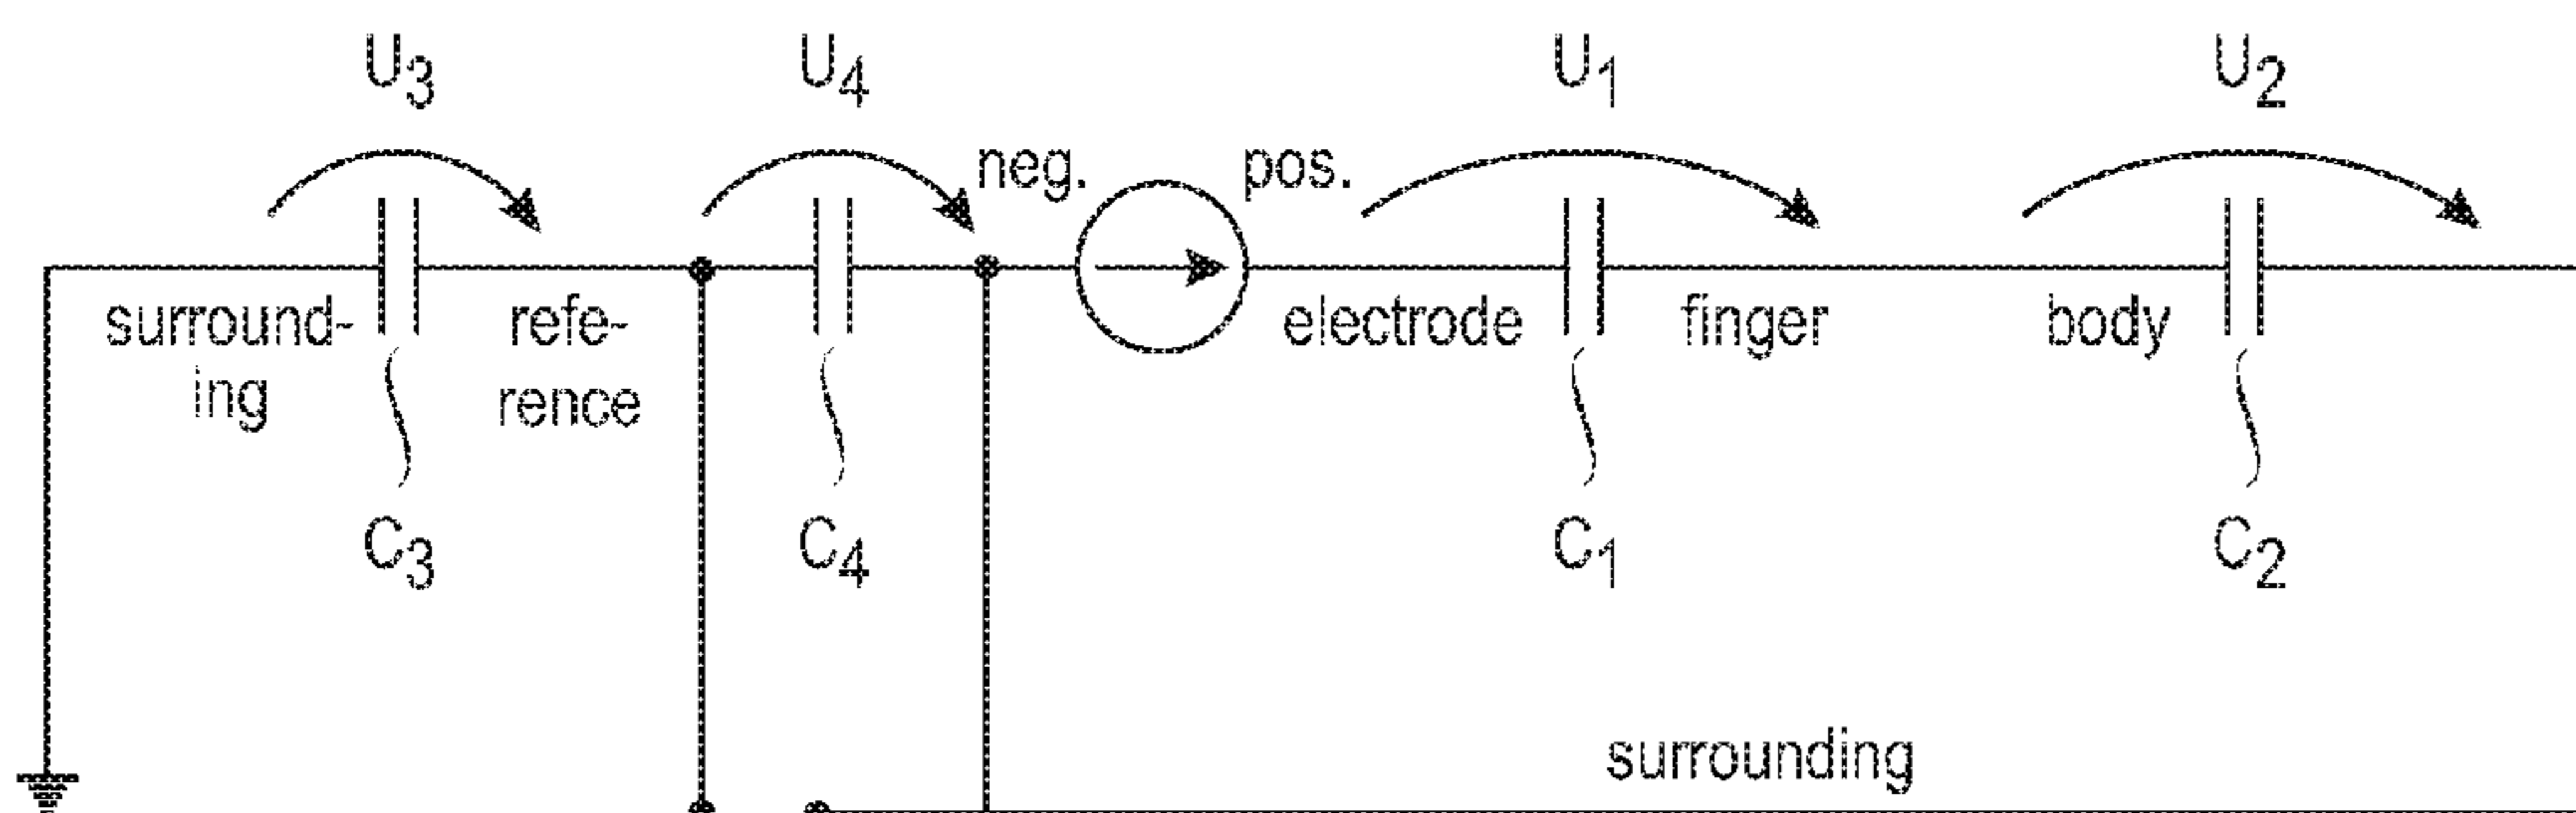 U3 U4 U1 U2
neg. pos.
surround-
ing
refe-
rence
electrode finger body
C3 C4 C1 C2
surrounding